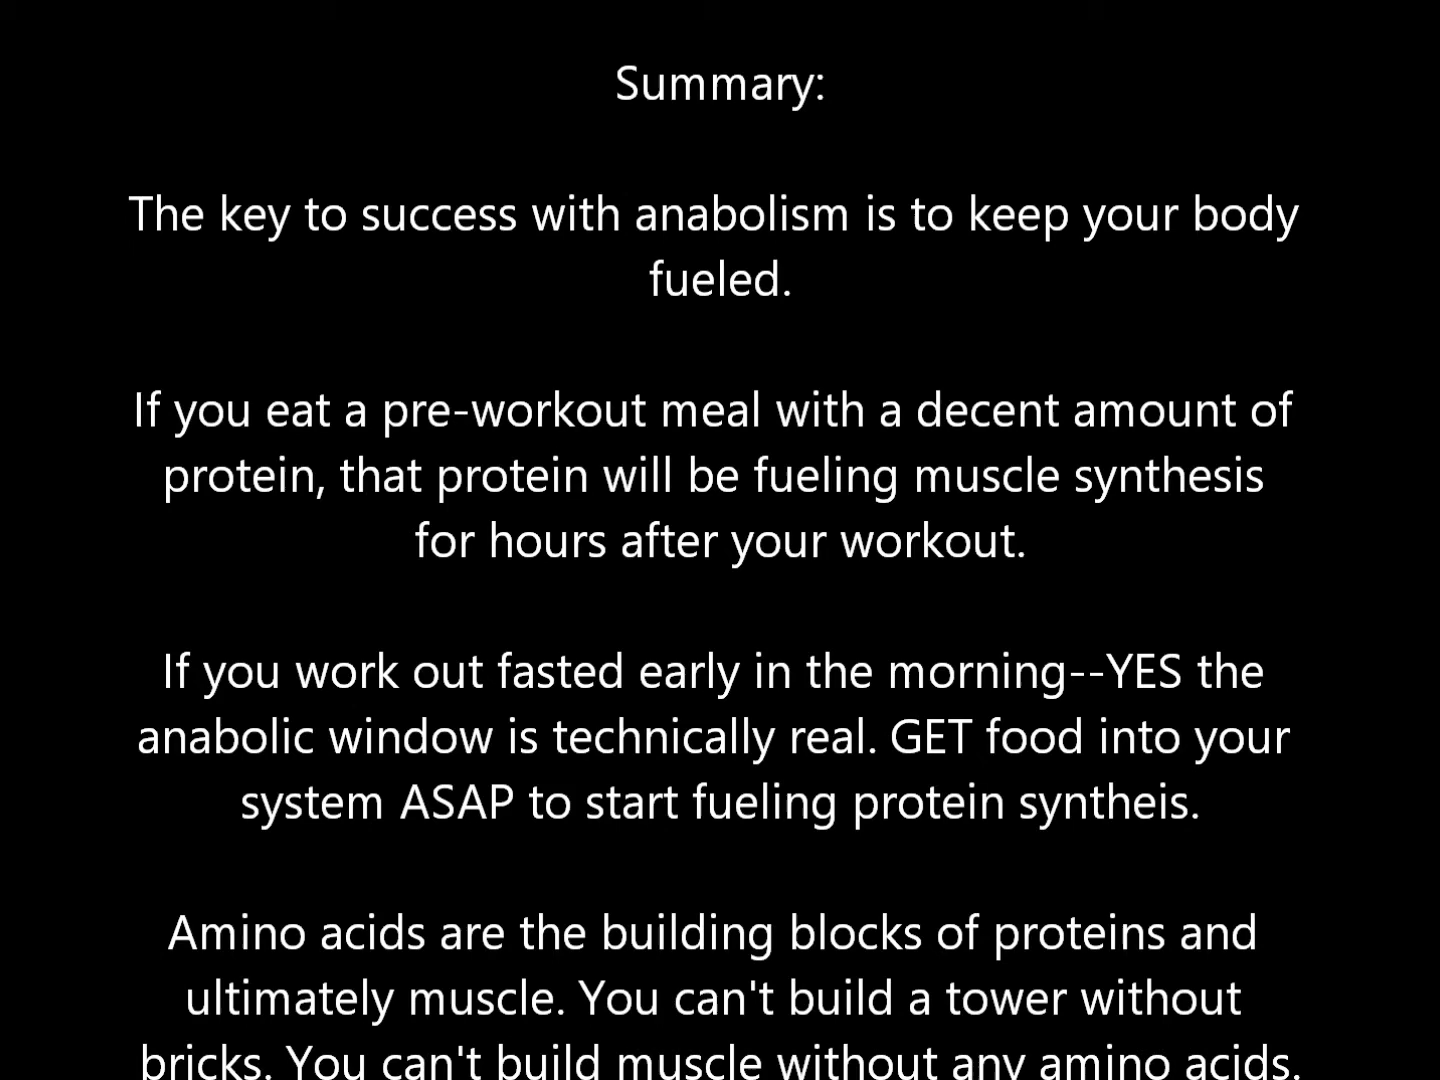 Summary:
The key to success with anabolism is to keep your body
fueled.
If you eat a pre-workout meal with a decent amount of
protein, that protein will be fueling muscle synthesis
for hours after your workout.
If you work out fasted early in the morning--YES the
anabolic window is technically real. GET food into your
system ASAP to start fueling protein syntheis.
Amino acids are the building blocks of proteins and
ultimately muscle. You can't build a tower without
bricks. You can't build muscle without any amino acids.